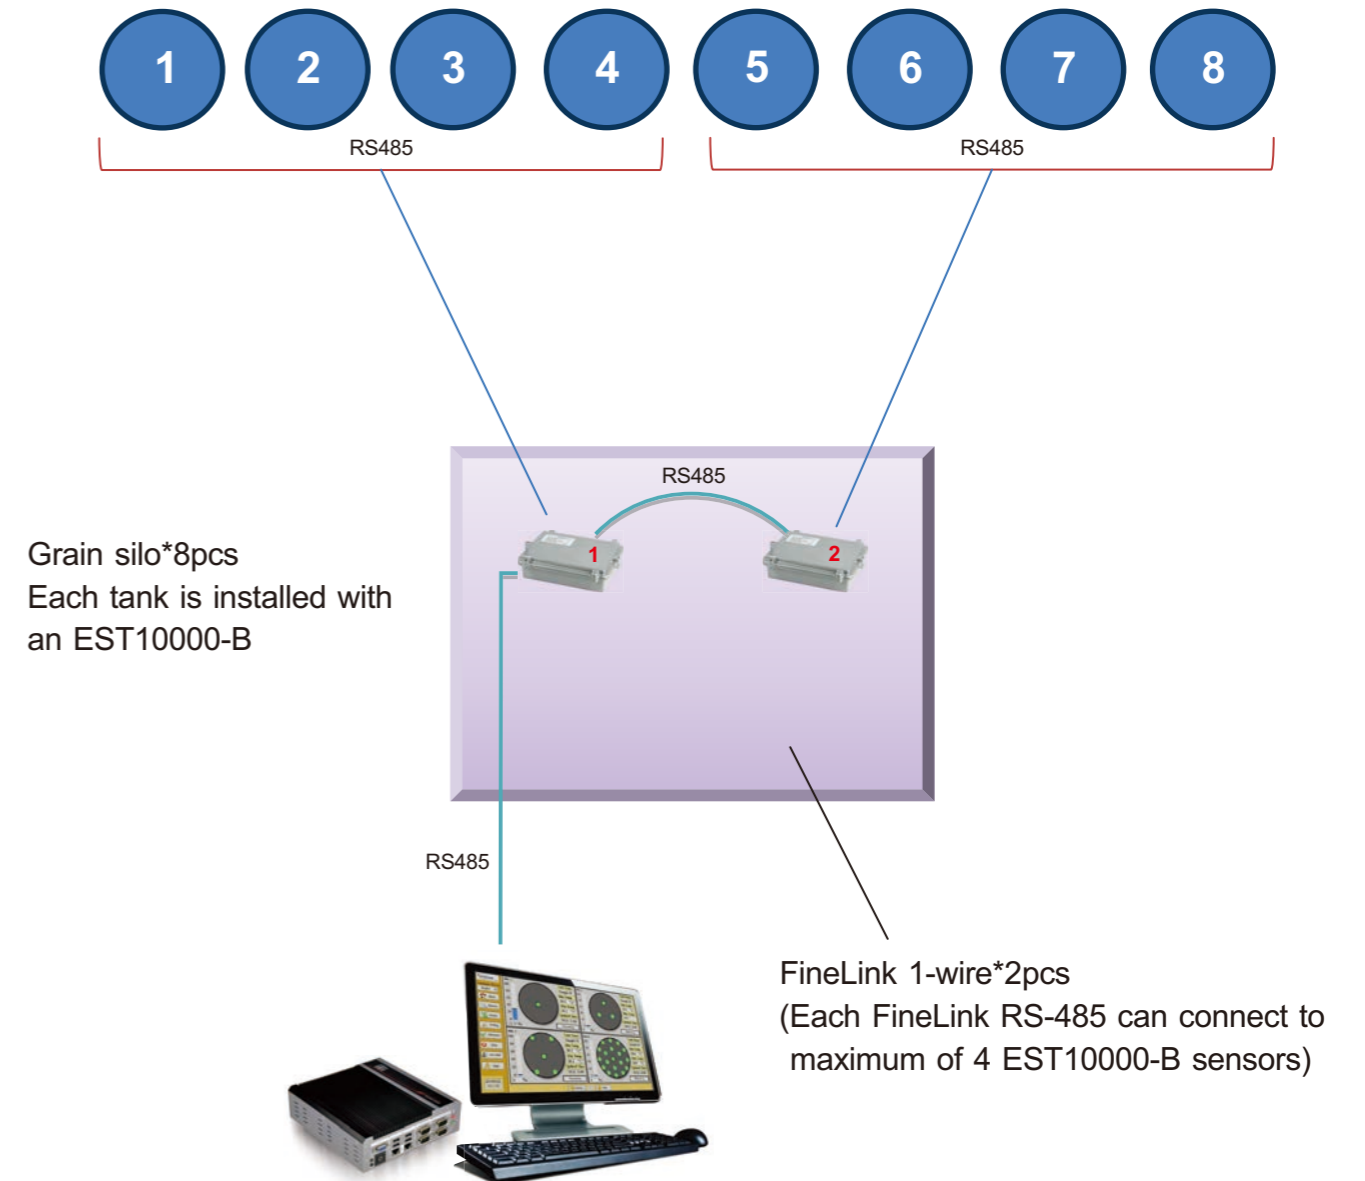 1 2 3 4 5 6 7 8
RS485 RS485
RS485
1 2
Grain silo*8pcs
Each tank is installed with
an EST10000-B
RS485
FineLink 1-wire*2pcs
(Each FineLink RS-485 can connect to
maximum of 4 EST10000-B sensors)